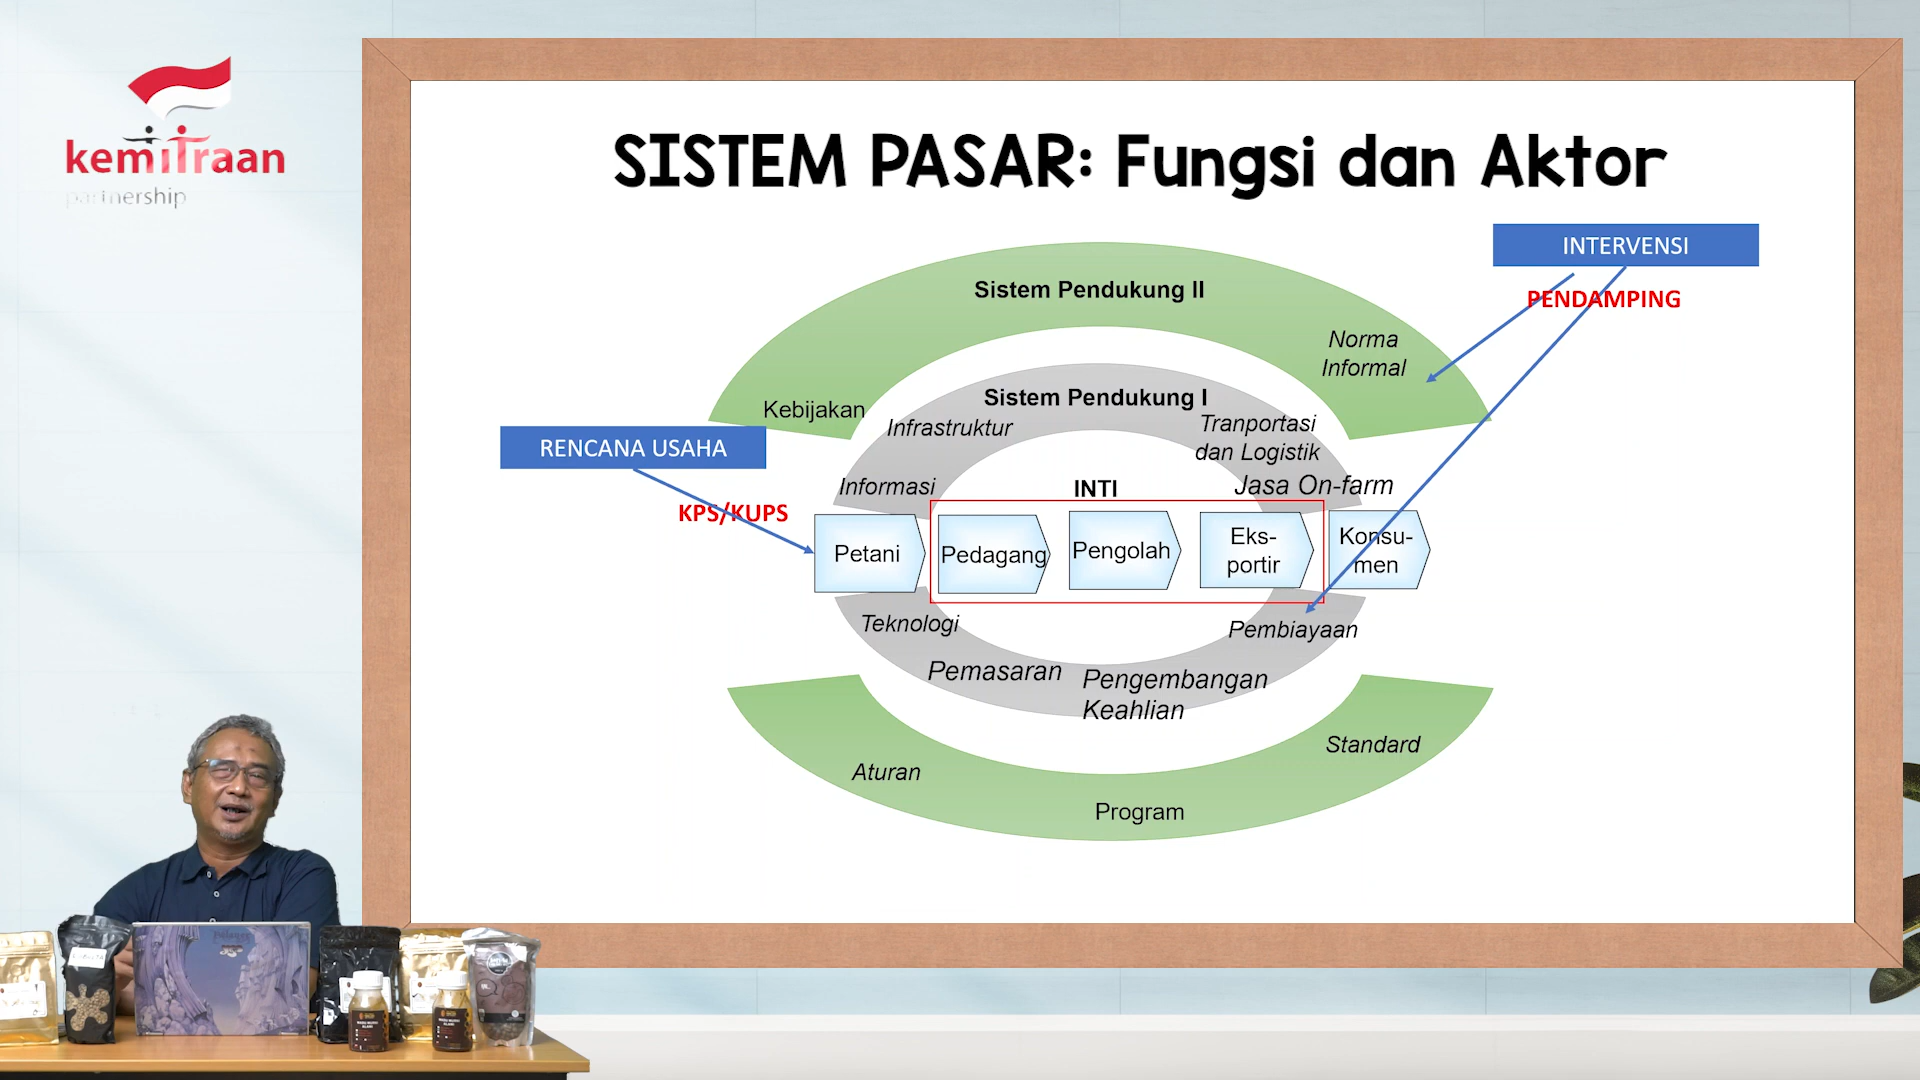 kemitraan
partnership
SISTEM PASAR: Fungsi dan Aktor
INTERVENSI
PENDAMPING
Sistem Pendukung II
Norma
Informal
Kebijakan
Sistem Pendukung I
Infrastruktur
Tranportasi
dan Logistik
RENCANA USAHA
KPS/KUPS
Informasi
INTI
Jasa On-farm
Petani
Pedagang
Pengolah
Eks-
portir
Konsu-
men
Teknologi
Pembiayaan
Pemasaran
Pengembangan
Keahlian
Aturan
Standard
Program